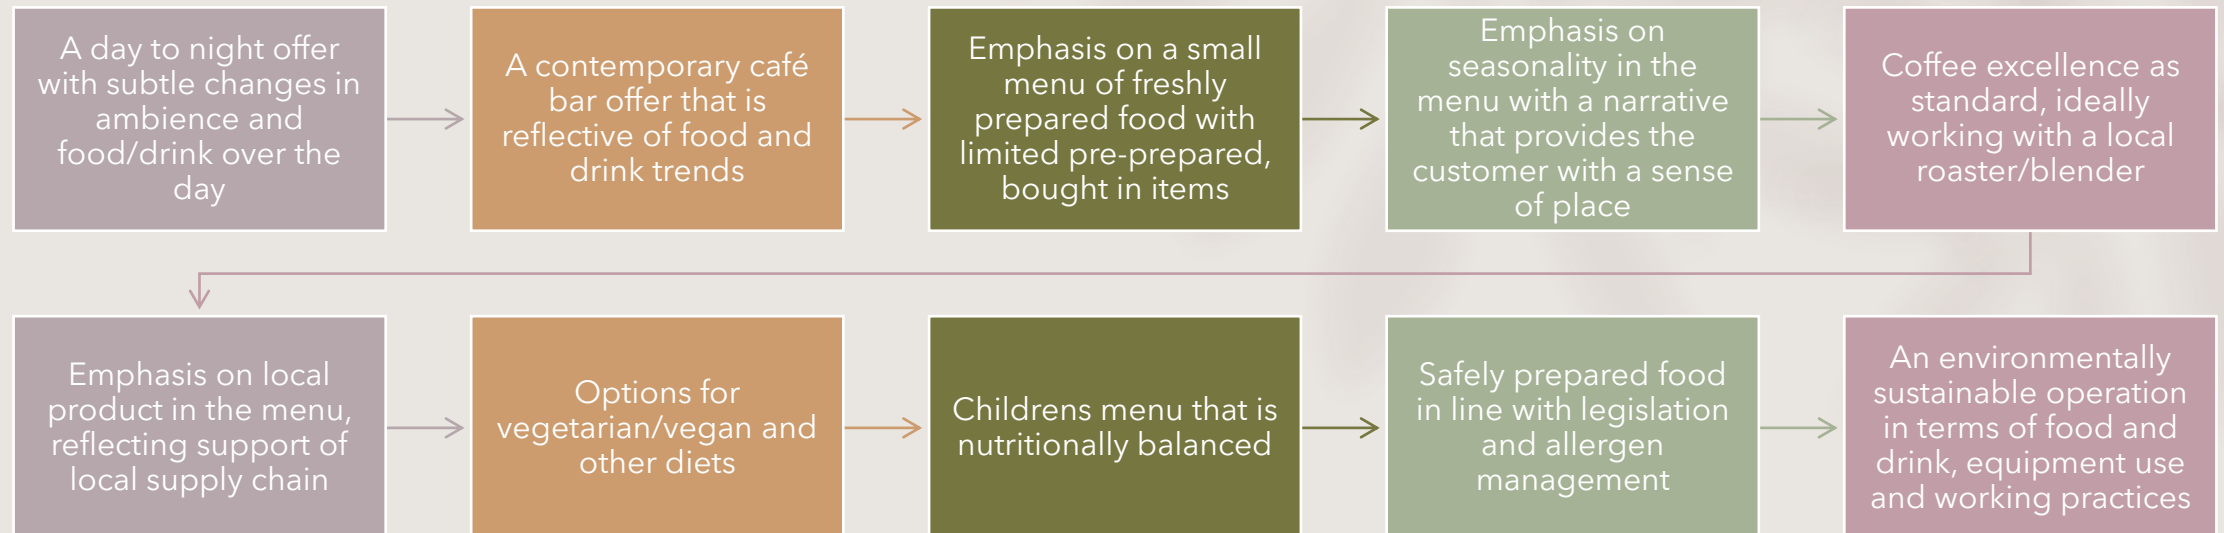 A day to night offer
with subtle changes in
ambience and
food/drink over the
day
A contemporary café
bar offer that is
reflective of food and
drink trends
Emphasis on a small
menu of freshly
prepared food with
limited pre-prepared,
bought in items
Emphasis on
seasonality in the
menu with a narrative
that provides the
customer with a sense
of place
Coffee excellence as
standard, ideally
working with a local
roaster/blender
Emphasis on local
product in the menu,
reflecting support of
local supply chain
Options for
vegetarian/vegan and
other diets
Childrens menu that is
nutritionally balanced
Safely prepared food
in line with legislation
and allergen
management
An environmentally
sustainable operation
in terms of food and
drink, equipment use
and working practices